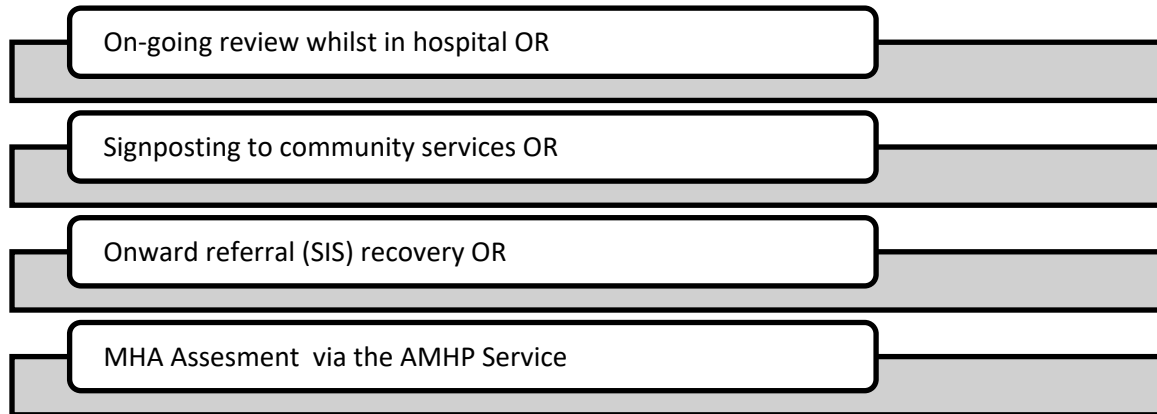 On-going review whilst in hospital OR
Signposting to community services OR
Onward referral (SIS) recovery OR
MHA Assesment  via the AMHP Service